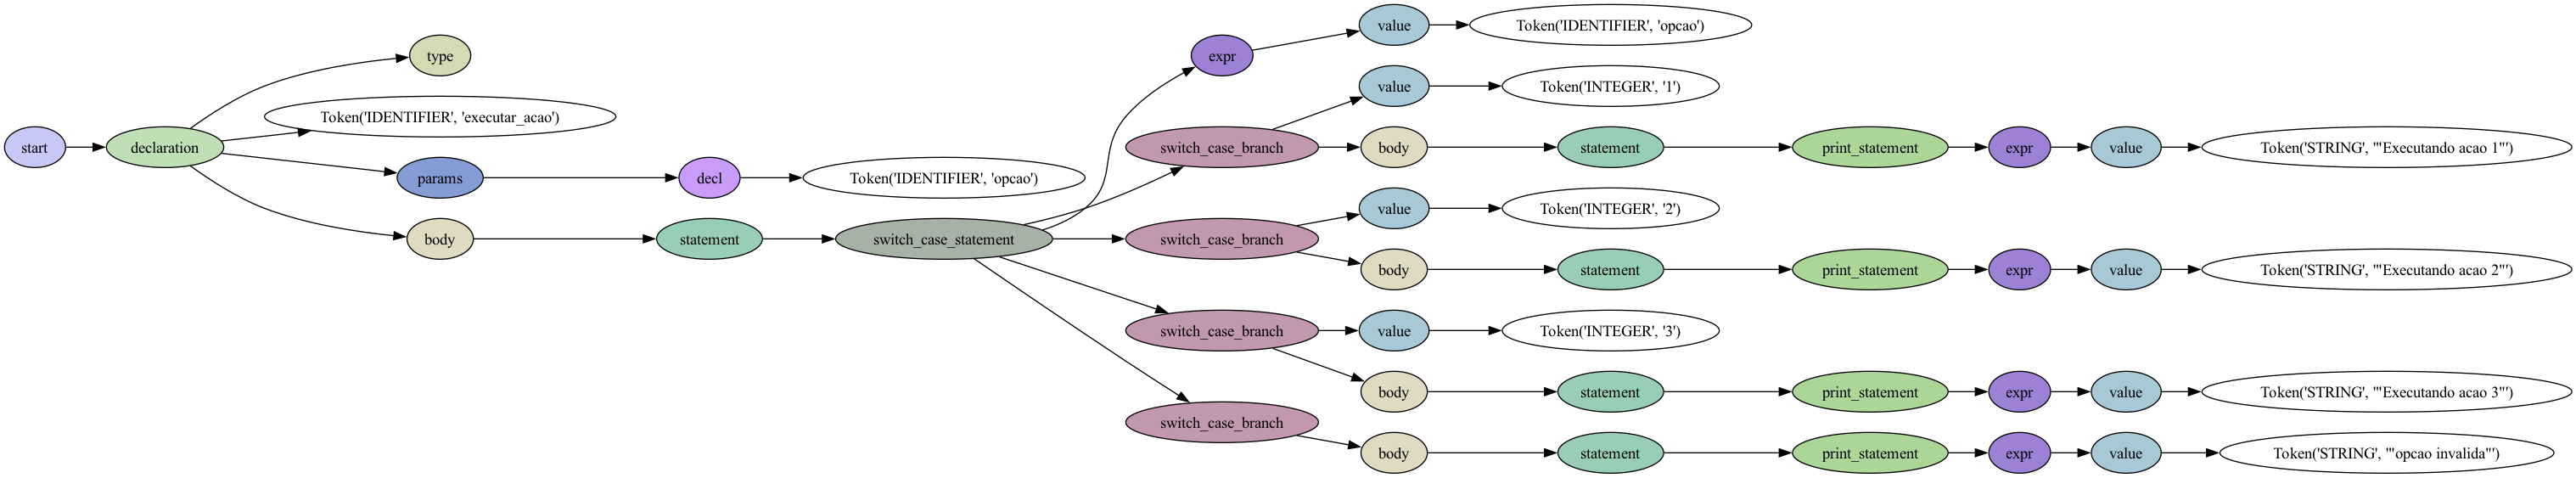 start
declaration
type
Token('IDENTIFIER', 'executar_acao')
params
decl
Token('IDENTIFIER', 'opcao')
body
statement
switch_case_statement
expr
value
Token('IDENTIFIER', 'opcao')
switch_case_branch
value
Token('INTEGER', '1')
body
statement
print_statement
expr
value
Token('STRING', '"Executando acao 1"')
switch_case_branch
value
Token('INTEGER', '2')
body
statement
print_statement
expr
value
Token('STRING', '"Executando acao 2"')
switch_case_branch
value
Token('INTEGER', '3')
body
statement
print_statement
expr
value
Token('STRING', '"Executando acao 3"')
switch_case_branch
body
statement
print_statement
expr
value
Token('STRING', '"opcao invalida"')